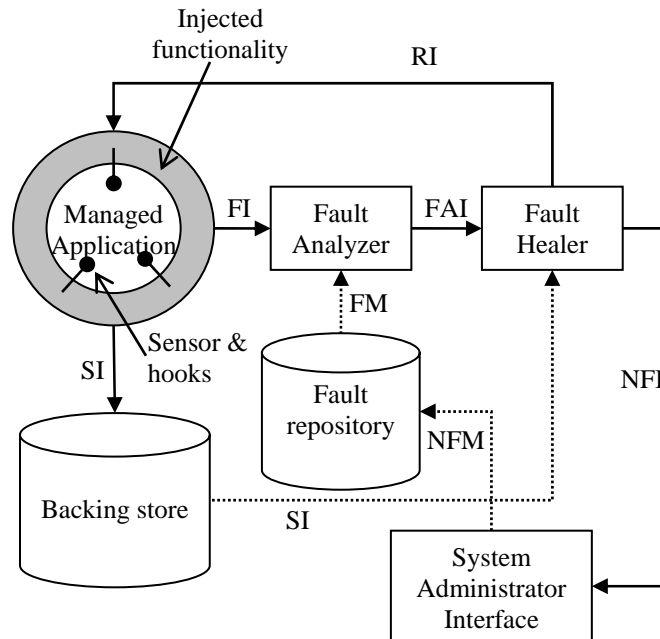 Injected
functionality
RI
Managed
Application
FI
Fault
Analyzer
FAI
Fault
Healer
FM
Sensor &
hooks
SI
Fault
repository
NFM
NFI
Backing store
SI
System
Administrator
Interface